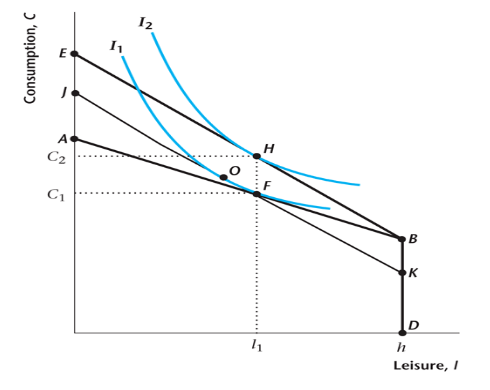 Consumption, C
I₂
I₁
E
J
A
H
C₂
O
F
C₁
B
K
D
l₁
h
Leisure, l